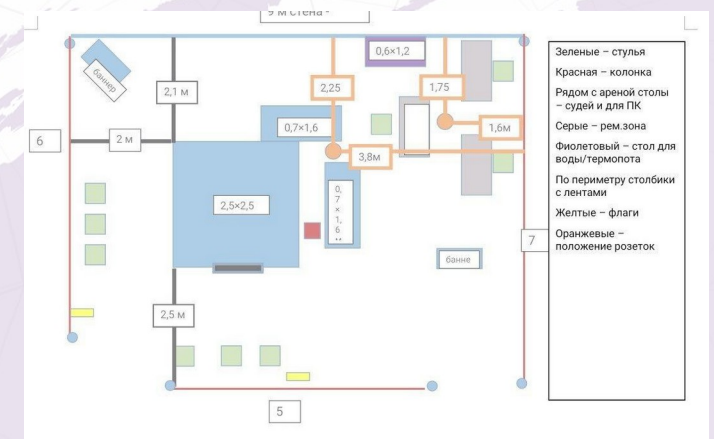 9 м стена -
баннер
2,1 м
2,25
0,6×1,2
1,75
6
2 м
0,7×1,6
1,6м
3,8м
2,5×2,5
0,
7
×
1,
6
7
банне
2,5 м
5
Зеленые – стулья
Красная – колонка
Рядом с ареной столы
– судей и для ПК
Серые – рем.зона
Фиолетовый – стол для
воды/термопота
По периметру столбики
с лентами
Желтые – флаги
Оранжевые –
положение розеток